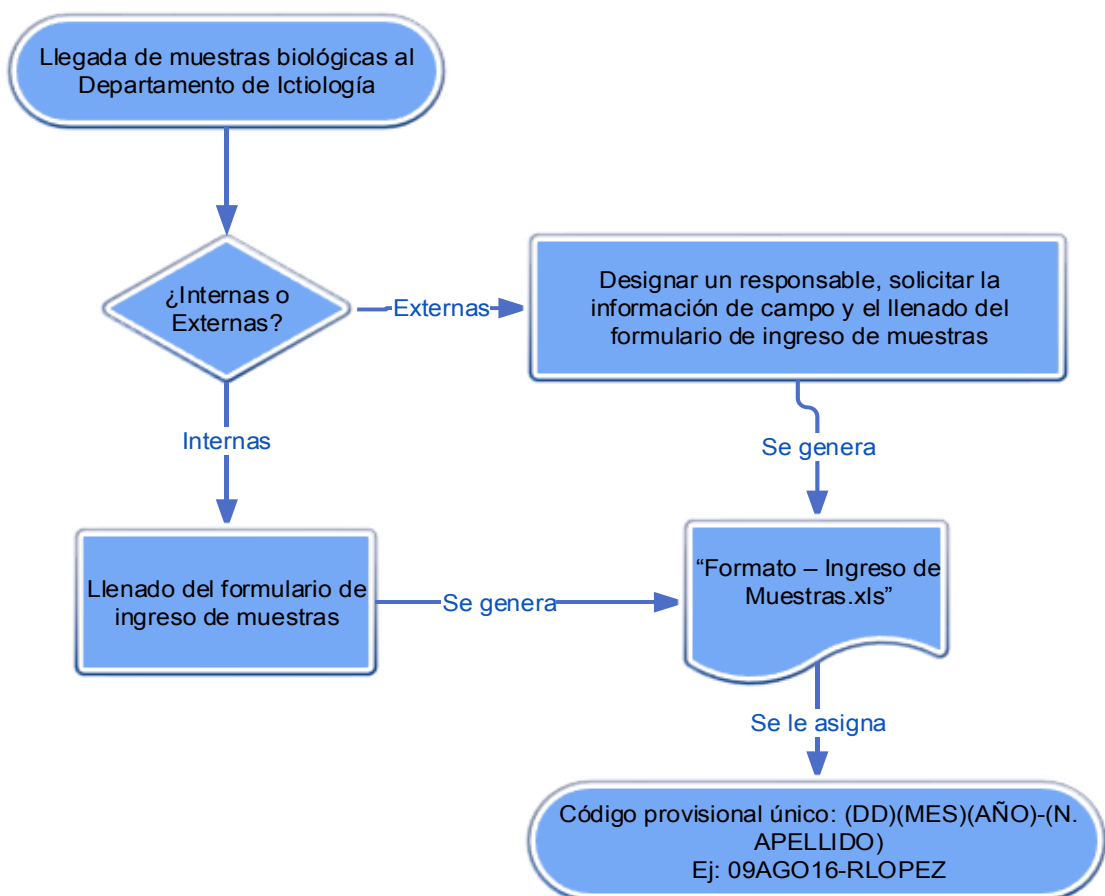 Llegada de muestras biológicas al
Departamento de Ictiología
¿Internas o
Externas?
Externas
Designar un responsable, solicitar la
información de campo y el llenado del
formulario de ingreso de muestras
Internas
Se genera
Llenado del formulario de
ingreso de muestras
Se genera
“Formato – Ingreso de
Muestras.xls”
Se le asigna
Código provisional único: (DD)(MES)(AÑO)-(N.
APELLIDO)
Ej: 09AGO16-RLOPEZ